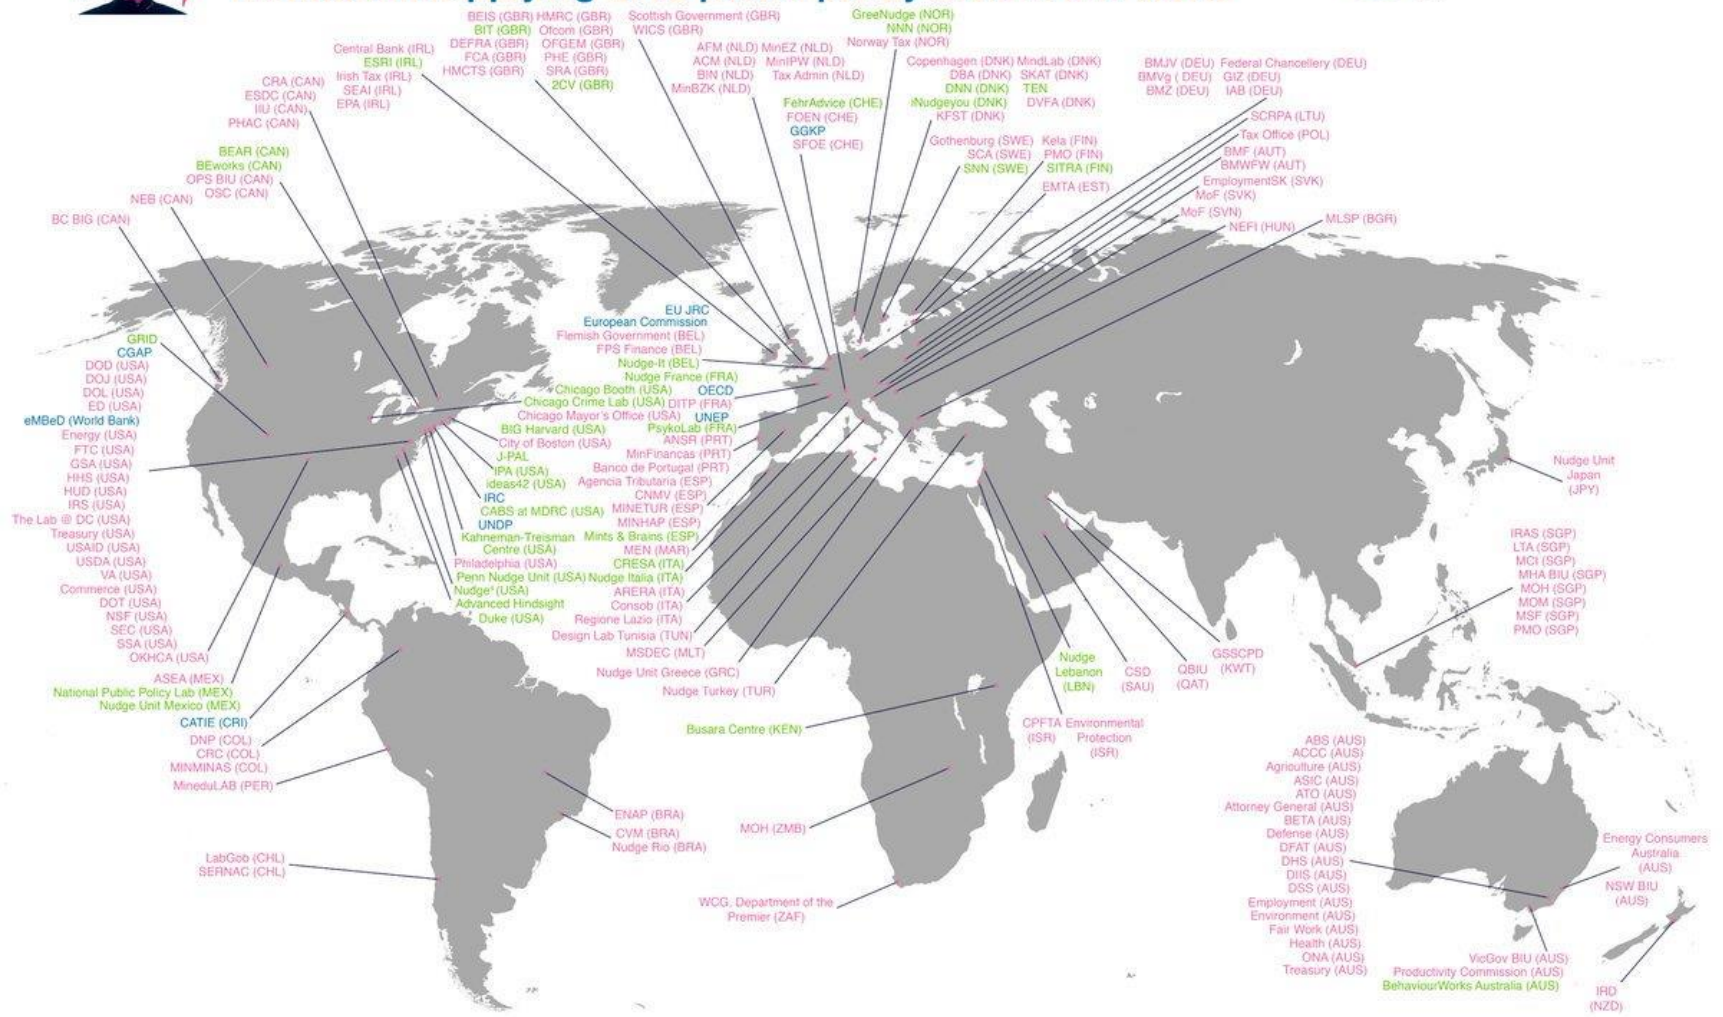 BEIS (GBR) HMRC (GBR)
BIT (GBR) Ofcom (GBR)
DEFRA (GBR) OFGEM (GBR)
FCA (GBR) PHE (GBR)
HMCTS (GBR) SRA (GBR)
2CV (GBR)
Scottish Government (GBR)
WICS (GBR)
Central Bank (IRL)
ESRI (IRL)
Irish Tax (IRL)
SEAI (IRL)
EPA (IRL)
CRA (CAN)
ESDC (CAN)
IIU (CAN)
PHAC (CAN)
BEAR (CAN)
BEworks (CAN)
OPS BIU (CAN)
OSC (CAN)
NEB (CAN)
BC BIG (CAN)
AFM (NLD) MinEZ (NLD)
ACM (NLD) MinIPW (NLD)
BIN (NLD) Tax Admin (NLD)
MinBZK (NLD)
GreeNudge (NOR)
NNN (NOR)
Norway Tax (NOR)
FehrAdvice (CHE)
FOEN (CHE)
GGKP
SFOE (CHE)
Copenhagen (DNK) MindLab (DNK)
DBA (DNK) SKAT (DNK)
DNN (DNK) TEN
iNudgeyou (DNK) DVFA (DNK)
KFST (DNK)
Gothenburg (SWE) Kela (FIN)
SCA (SWE) PMO (FIN)
SNN (SWE) SITRA (FIN)
EMTA (EST)
BMJV (DEU) Federal Chancellery (DEU)
BMVg ( DEU) GIZ (DEU)
BMZ (DEU) IAB (DEU)
SCRPA (LTU)
Tax Office (POL)
BMF (AUT)
BMWFW (AUT)
EmploymentSK (SVK)
MoF (SVK)
MoF (SVN)
NEFI (HUN)
MLSP (BGR)
GRID
CGAP
DOD (USA)
DOJ (USA)
DOL (USA)
ED (USA)
eMBeD (World Bank)
Energy (USA)
FTC (USA)
GSA (USA)
HHS (USA)
HUD (USA)
IRS (USA)
The Lab @ DC (USA)
Treasury (USA)
USAID (USA)
USDA (USA)
VA (USA)
Commerce (USA)
DOT (USA)
NSF (USA)
SEC (USA)
SSA (USA)
OKHCA (USA)
ASEA (MEX)
National Public Policy Lab (MEX)
Nudge Unit Mexico (MEX)
CATIE (CRI)
DNP (COL)
CRC (COL)
MINMINAS (COL)
MineduLAB (PER)
LabGob (CHL)
SERNAC (CHL)
ENAP (BRA)
CVM (BRA)
Nudge Rio (BRA)
EU JRC
European Commission
Flemish Government (BEL)
FPS Finance (BEL)
Nudge-It (BEL)
Nudge France (FRA)
Chicago Booth (USA) OECD
Chicago Crime Lab (USA) DITP (FRA)
Chicago Mayor's Office (USA) UNEP
BIG Harvard (USA) PsykoLab (FRA)
City of Boston (USA)
J-PAL
IPA (USA)
ideas42 (USA)
IRC
CABS at MDRC (USA)
UNDP
Kahneman-Treisman
Centre (USA)
Philadelphia (USA)
Penn Nudge Unit (USA)
Nudge⁴ (USA)
Advanced Hindsight
Duke (USA)
ANSR (PRT)
MinFinancas (PRT)
Banco de Portugal (PRT)
Agencia Tributaria (ESP)
CNMV (ESP)
MINETUR (ESP)
MINHAP (ESP)
Mints & Brains (ESP)
MEN (MAR)
CRESA (ITA)
Nudge Italia (ITA)
ARERA (ITA)
Consob (ITA)
Regione Lazio (ITA)
Design Lab Tunisia (TUN)
MSDEC (MLT)
Nudge Unit Greece (GRC)
Nudge Turkey (TUR)
Busara Centre (KEN)
MOH (ZMB)
WCG, Department of the
Premier (ZAF)
Nudge
Lebanon
(LBN)
CPFTA Environmental
(ISR) Protection
(ISR)
CSD
(SAU)
QBIU
(QAT)
GSSCPD
(KWT)
Nudge Unit
Japan
(JPY)
IRAS (SGP)
LTA (SGP)
MCI (SGP)
MHA BIU (SGP)
MOH (SGP)
MOM (SGP)
MSF (SGP)
PMO (SGP)
ABS (AUS)
ACCC (AUS)
Agriculture (AUS)
ASIC (AUS)
ATO (AUS)
Attorney General (AUS)
BETA (AUS)
Defense (AUS)
DFAT (AUS)
DHS (AUS)
DIIS (AUS)
DSS (AUS)
Employment (AUS)
Environment (AUS)
Fair Work (AUS)
Health (AUS)
ONA (AUS)
Treasury (AUS)
Energy Consumers
Australia
(AUS)
NSW BIU
(AUS)
VicGov BIU (AUS)
Productivity Commission (AUS)
BehaviourWorks Australia (AUS)
IRD
(NZD)